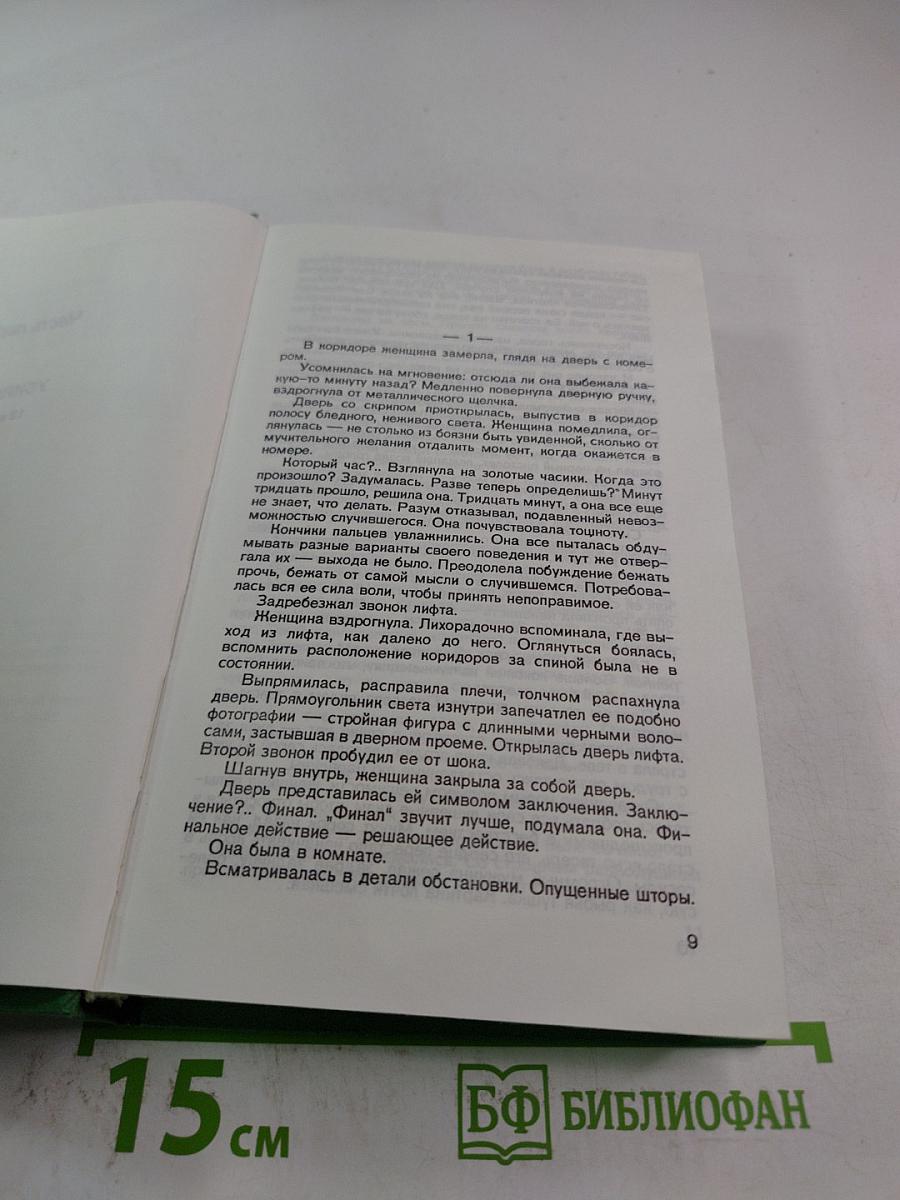 — 1—
В коридоре женщина замерла, глядя на дверь с номе-
ром.
Усомнилась на мгновение: отсюда ли она выбежала ка-
кую–то минуту назад? Медленно повернула дверную ручку,
вздрогнула от металлического щелчка.
Дверь со скрипом приоткрылась, выпустив в коридор
полосу бледного, неживого света. Женщина помедлила, ог-
лянулась — не столько из боязни быть увиденной, сколько от
мучительного желания отдалить момент, когда окажется в
номере.
Который час?.. Взглянула на золотые часики. Когда это
произошло? Задумалась. Разве теперь определишь? Минут
тридцать прошло, решила она. Тридцать минут, а она все еще
не знает, что делать. Разум отказывал, подавленный невоз-
можностью случившегося. Она почувствовала тошноту.
Кончики пальцев увлажнились. Она все пыталась обду-
мывать разные варианты своего поведения и тут же отвер-
гала их — выхода не было. Преодолела побуждение бежать
прочь, бежать от самой мысли о случившемся. Потребова-
лась вся ее сила воли, чтобы принять непоправимое.
Задребезжал звонок лифта.
Женщина вздрогнула. Лихорадочно вспоминала, где вы-
ход из лифта, как далеко до него. Оглянуться боялась,
вспомнить расположение коридоров за спиной была не в
состоянии.
Выпрямилась, расправила плечи, толчком распахнула
дверь. Прямоугольник света изнутри запечатлел ее подобно
фотографии — стройная фигура с длинными черными воло-
сами, застывшая в дверном проеме. Открылась дверь лифта.
Второй звонок пробудил ее от шока.
Шагнув внутрь, женщина закрыла за собой дверь.
Дверь представилась ей символом заключения. Заклю-
чение?.. Финал. „Финал“ звучит лучше, подумала она. Фи-
нальное действие — решающее действие.
Она была в комнате.
Всматривалась в детали обстановки. Опущенные шторы.
9
15 см
БФ БИБЛИОФАН